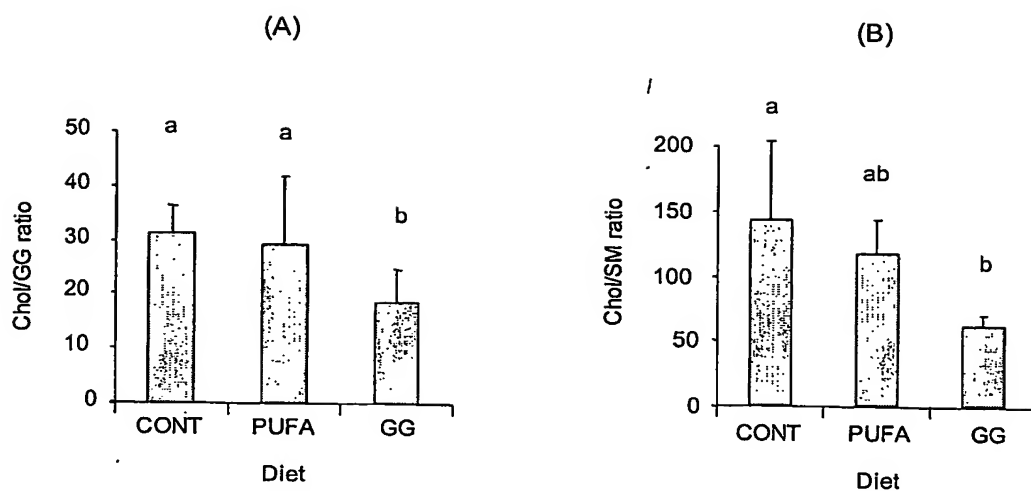 (A)
Chol/GG ratio
50
40
30
20
10
0
a
a
b
CONT
PUFA
GG
Diet
(B)
Chol/SM ratio
200
150
100
50
0
a
ab
b
CONT
PUFA
GG
Diet